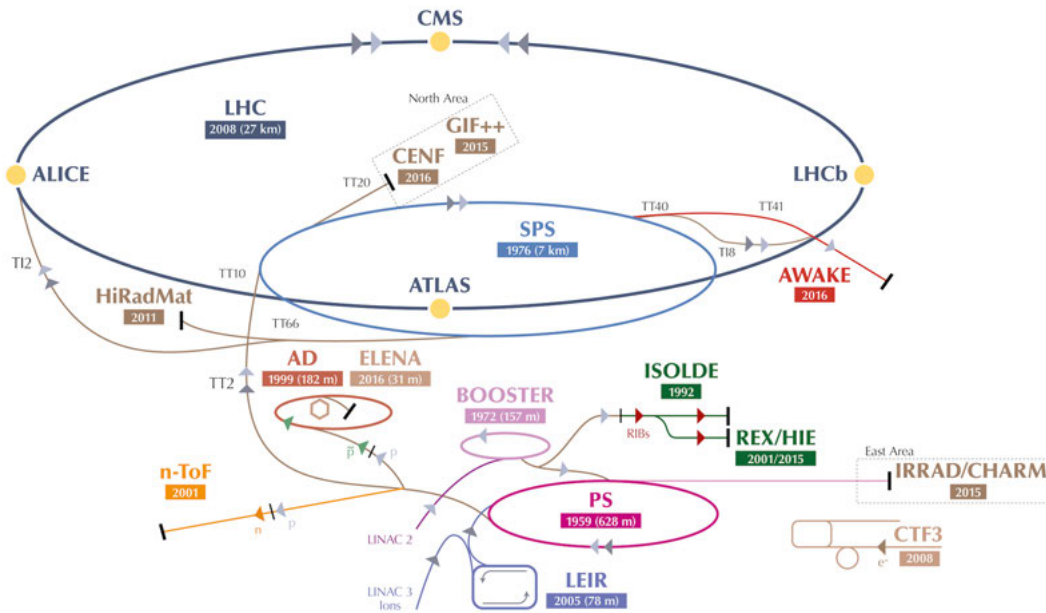 CMS
LHC
2008 (27 km)
North Area
GIF++
2015
CENF
2016
TT20
ALICE
LHCb
TT40
TT41
SPS
1976 (7 km)
TI8
TI2
TT10
AWAKE
2016
ATLAS
HiRadMat
2011
TT66
AD
1999 (182 m)
ELENA
2016 (31 m)
TT2
BOOSTER
1972 (157 m)
ISOLDE
1992
RIBs
REX/HIE
2001/2015
p̅
p
East Area
IRRAD/CHARM
2015
n-ToF
2001
n
p
PS
1959 (628 m)
LINAC 2
CTF3
2008
e⁻
LINAC 3
Ions
LEIR
2005 (78 m)